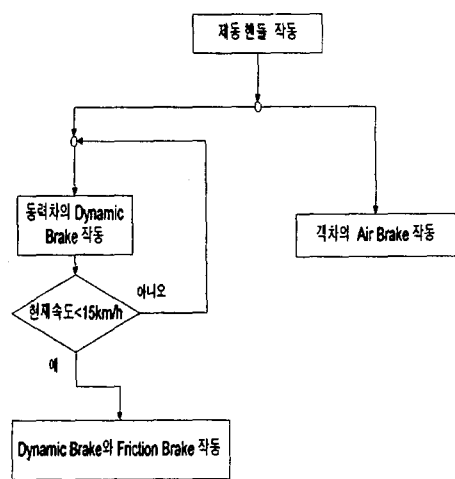 제동 핸들 작동
동력차의 Dynamic
Brake 작동
객차의 Air Brake 작동
아니오
현재속도<15km/h
예
Dynamic Brake와 Friction Brake 작동